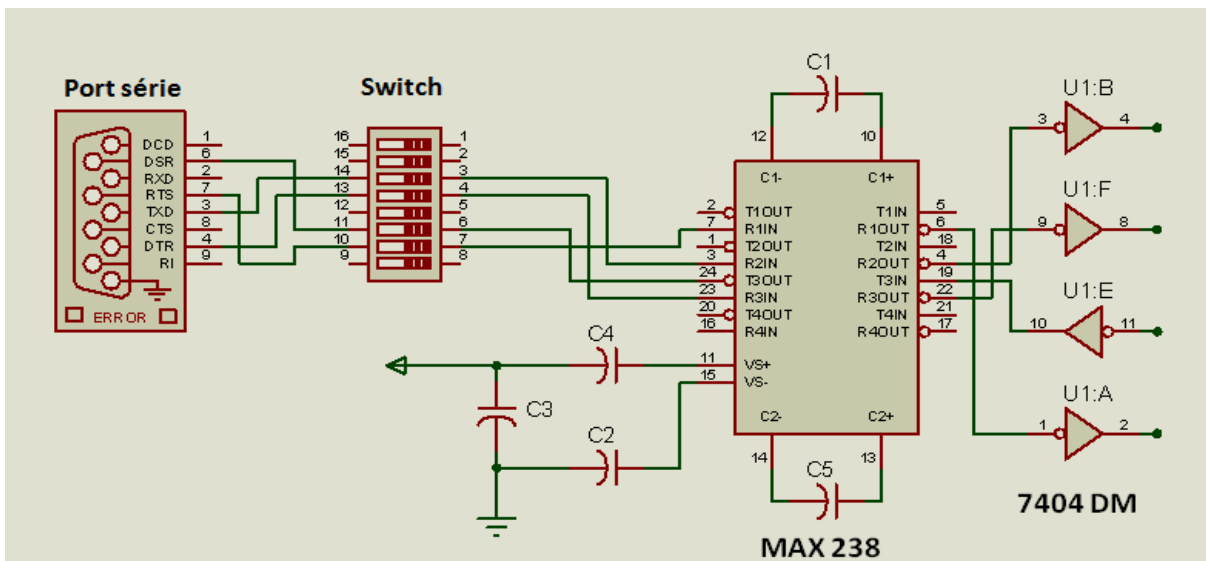 Port série
DCD 1
DSR 6
RXD 2
RTS 7
TXD 3
CTS 8
DTR 4
RI 9
ERROR
Switch
16 1
15 2
14 3
13 4
12 5
11 6
10 7
9 8
C1
12 10
C1- C1+
2 T1OUT T1IN 5
7 R1IN R1OUT 6
1 T2OUT T2IN 18
3 R2IN R2OUT 4
24 T3OUT T3IN 19
23 R3IN R3OUT 22
20 T4OUT T4IN 21
16 R4IN R4OUT 17
11 VS+
15 VS-
C2- C2+
14 13
C5
MAX 238
C4
C3
C2
U1:B
3 4
U1:F
9 8
U1:E
10 11
U1:A
1 2
7404 DM